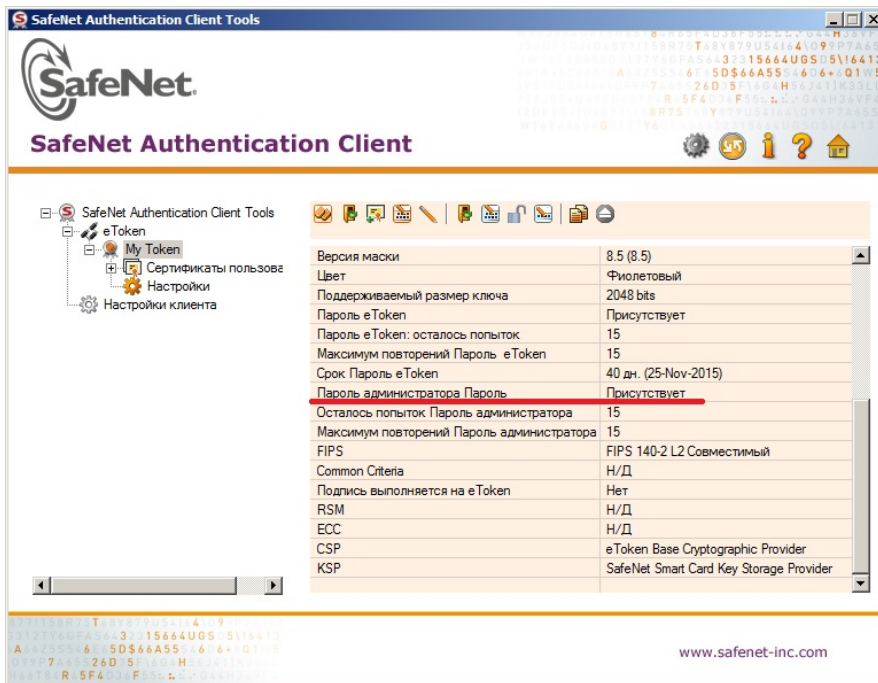 SafeNet Authentication Client Tools
SafeNet.
SafeNet Authentication Client
SafeNet Authentication Client Tools
eToken
My Token
Сертификаты пользова
Настройки
Настройки клиента
Версия маски 8.5 (8.5)
Цвет Фиолетовый
Поддерживаемый размер ключа 2048 bits
Пароль eToken Присутствует
Пароль eToken: осталось попыток 15
Максимум повторений Пароль eToken 15
Срок Пароль eToken 40 дн. (25-Nov-2015)
Пароль администратора Пароль Присутствует
Осталось попыток Пароль администратора 15
Максимум повторений Пароль администратора 15
FIPS FIPS 140-2 L2 Совместимый
Common Criteria Н/Д
Подпись выполняется на eToken Нет
RSM Н/Д
ECC Н/Д
CSP eToken Base Cryptographic Provider
KSP SafeNet Smart Card Key Storage Provider
www.safenet-inc.com